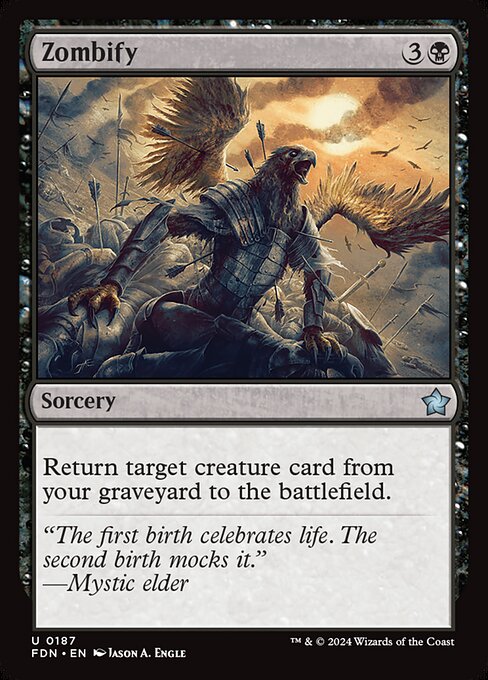 Zombify 3
Sorcery
Return target creature card from
your graveyard to the battlefield.
“The first birth celebrates life. The
second birth mocks it.”
—Mystic elder
U 0187
FDN • EN Jason A. Engle
™ & © 2024 Wizards of the Coast